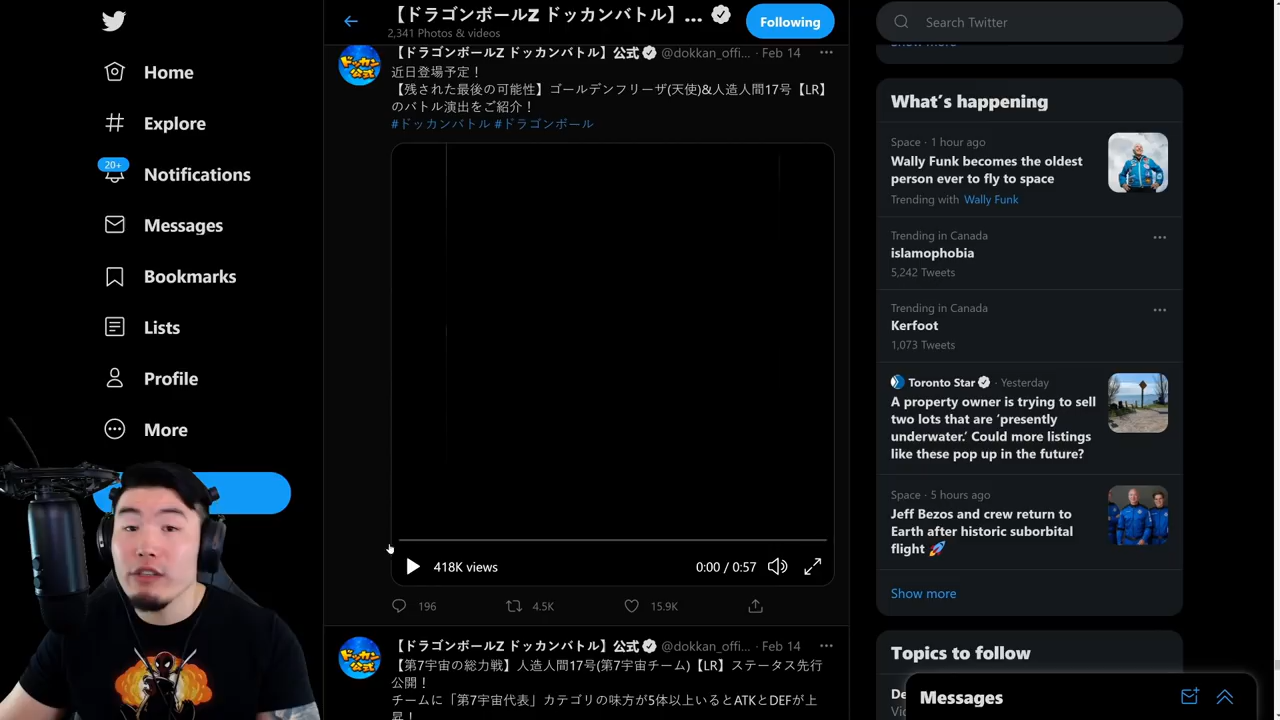 Home
Explore
20+
Notifications
Messages
Bookmarks
Lists
Profile
More
【ドラゴンボールZ ドッカンバトル】...
2,341 Photos & videos
Following
【ドラゴンボールZ ドッカンバトル】公式 @dokkan_offi... · Feb 14
近日登場予定！
【残された最後の可能性】ゴールデンフリーザ(天使)&人造人間17号【LR】
のバトル演出をご紹介！
#ドッカンバトル #ドラゴンボール
418K views
0:00 / 0:57
196
4.5K
15.9K
ドッカン
公式
【ドラゴンボールZ ドッカンバトル】公式 @dokkan_offi... · Feb 14
【第7宇宙の総力戦】人造人間17号(第7宇宙チーム)【LR】ステータス先行
公開！
チームに「第7宇宙代表」カテゴリの味方が5体以上いるとATKとDEFが上
昇！
Search Twitter
What's happening
Space · 1 hour ago
Wally Funk becomes the oldest
person ever to fly to space
Trending with Wally Funk
Trending in Canada
islamophobia
5,242 Tweets
Trending in Canada
Kerfoot
1,073 Tweets
Toronto Star · Yesterday
A property owner is trying to sell
two lots that are ‘presently
underwater.’ Could more listings
like these pop up in the future?
Space · 5 hours ago
Jeff Bezos and crew return to
Earth after historic suborbital
flight 🚀
Show more
Topics to follow
Messages